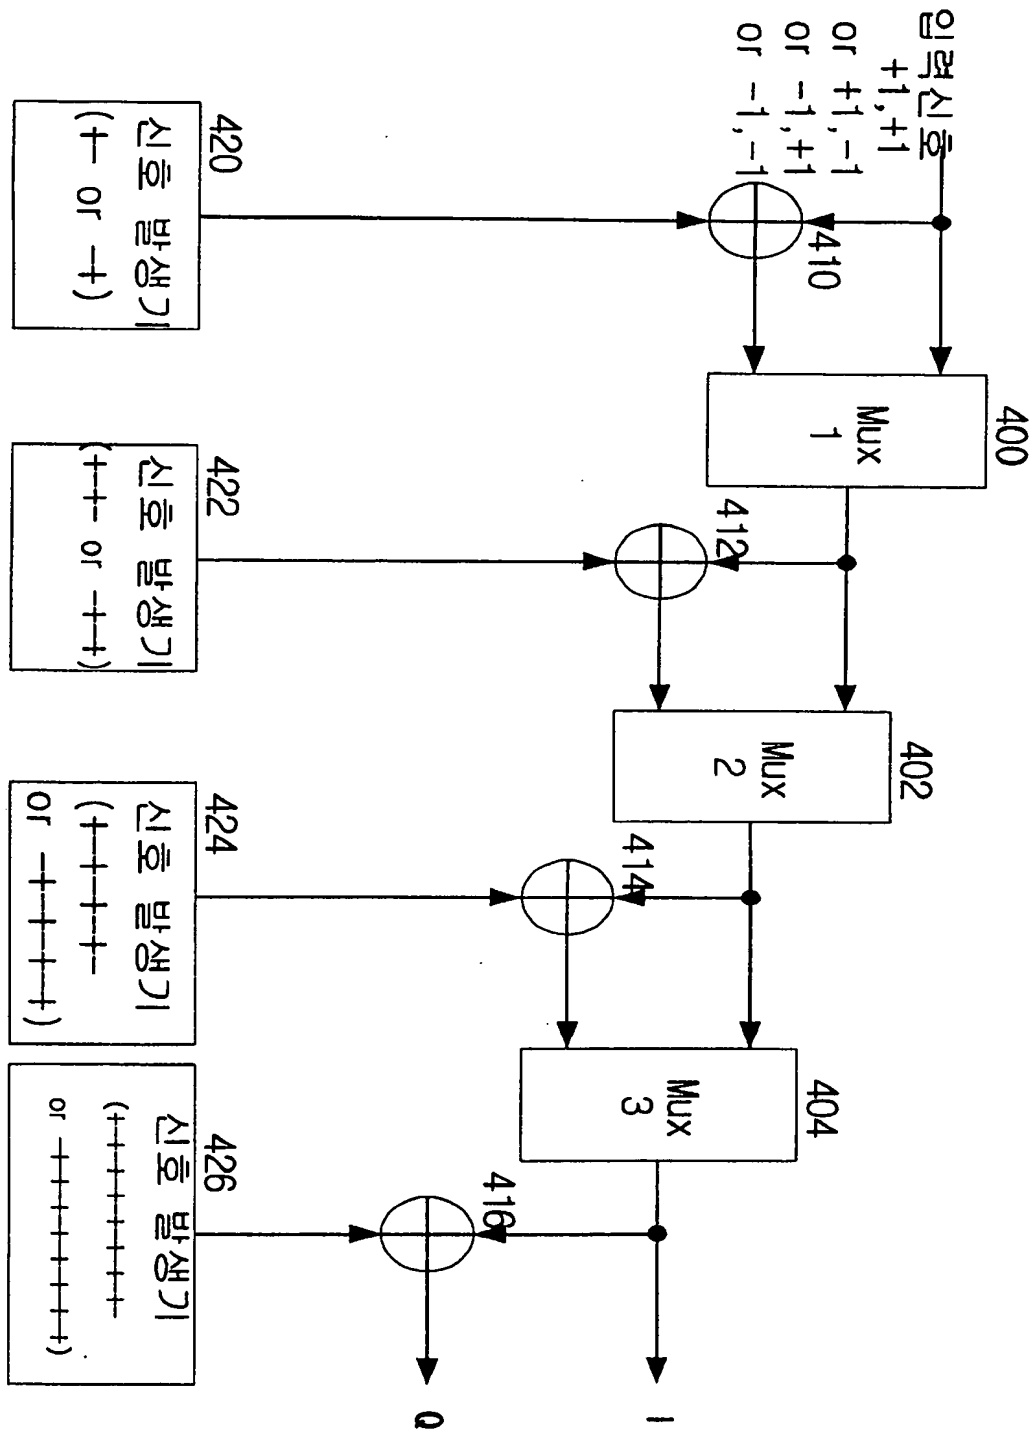 입력신호
+1,+1
or +1,-1
or -1,+1
or -1,-1
400
Mux
1
410
402
Mux
2
412
404
Mux
3
414
416
I
Q
420
신호 발생기
(+- or -+)
422
신호 발생기
(+-+- or -+-+)
424
신호 발생기
(+-+-+-+-
or -+-+-+-+)
426
신호 발생기
(+-+-+-+-+-+-+-+-
or -+-+-+-+-+-+-+-+)